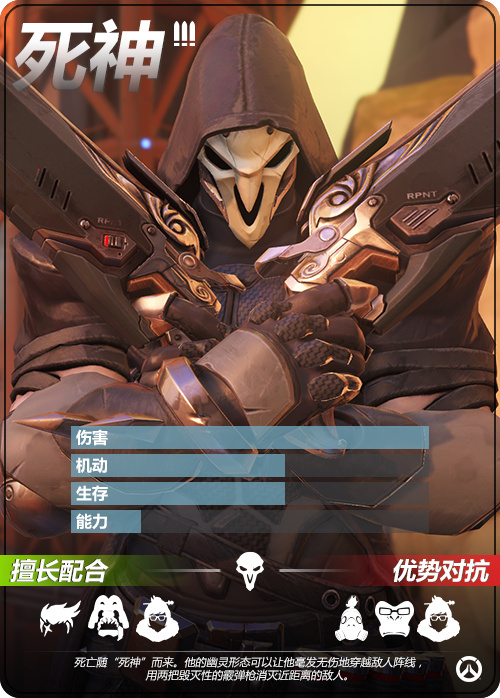 死神
RPNT
RPNT
伤害
机动
生存
能力
擅长配合
优势对抗
死亡随“死神”而来。他的幽灵形态可以让他毫发无伤地穿越敌人阵线，
用两把毁灭性的霰弹枪消灭近距离的敌人。